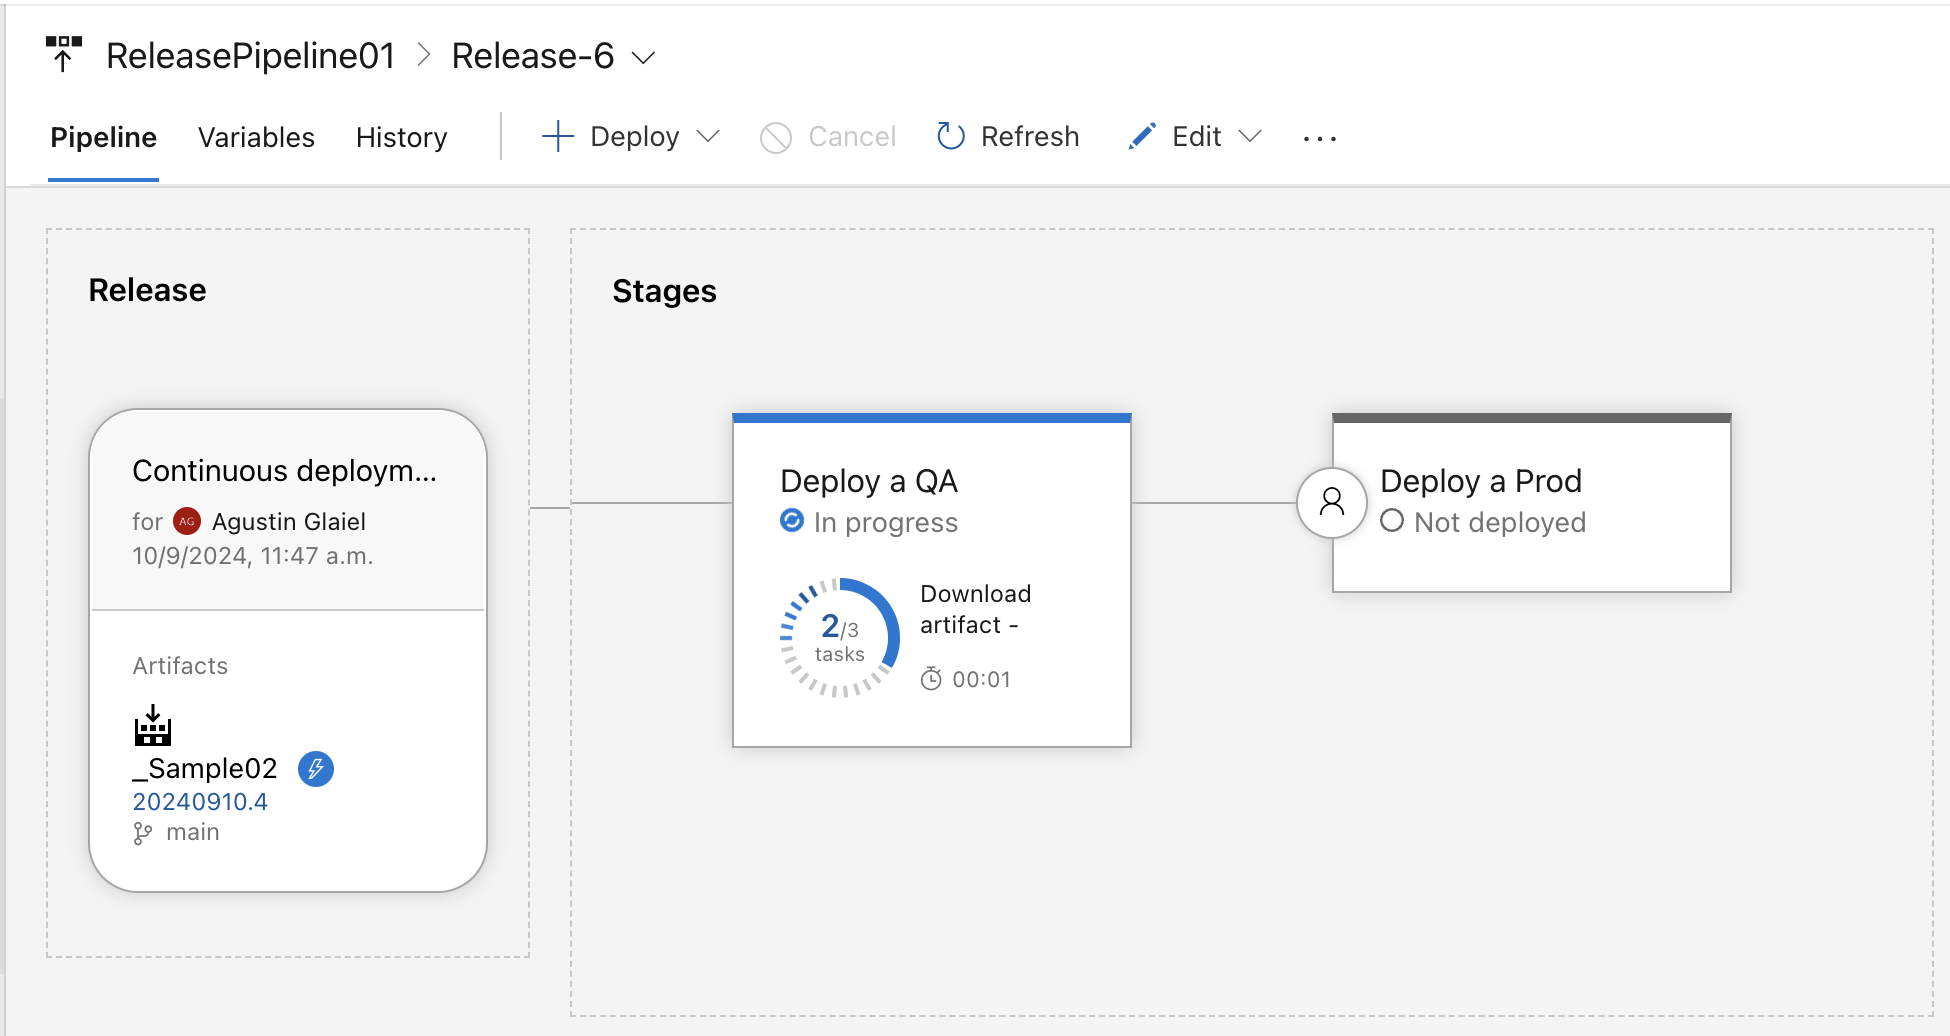 ReleasePipeline01 > Release-6
Pipeline Variables History Deploy Cancel Refresh Edit ...
Release
Continuous deploym...
for AG Agustin Glaiel
10/9/2024, 11:47 a.m.
Artifacts
_Sample02
20240910.4
main
Stages
Deploy a QA
In progress
2/3
tasks
Download
artifact -
00:01
Deploy a Prod
Not deployed